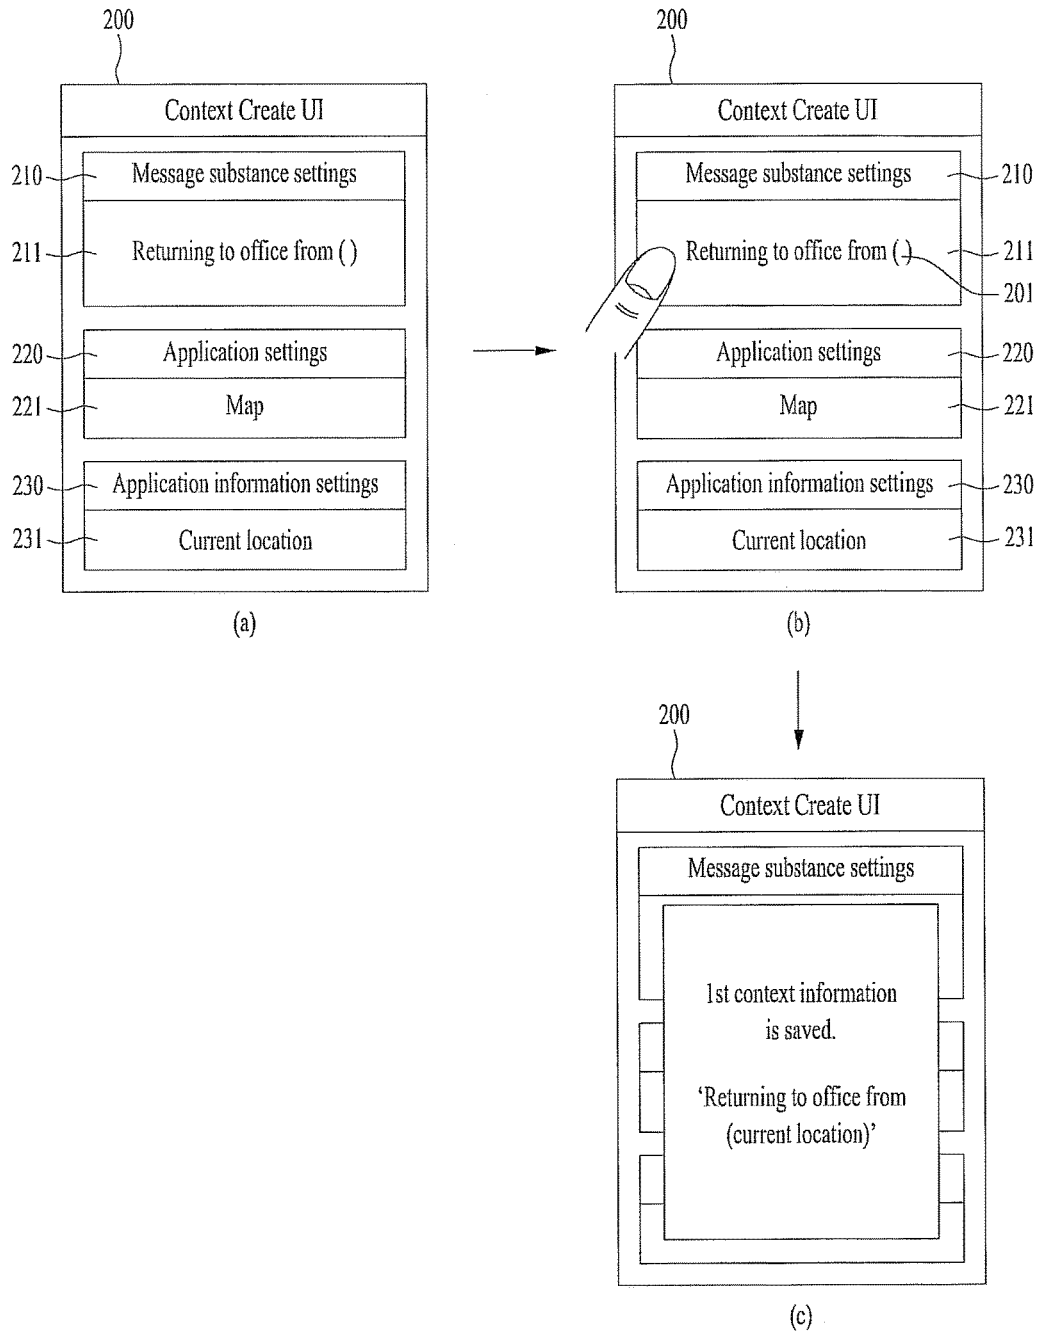 200
Context Create UI
210
Message substance settings
211
Returning to office from ( )
220
Application settings
221
Map
230
Application information settings
231
Current location
(a)
200
Context Create UI
Message substance settings
210
Returning to office from ( )
211
201
Application settings
220
Map
221
Application information settings
230
Current location
231
(b)
200
Context Create UI
Message substance settings
1st context information
is saved.
‘Returning to office from
(current location)’
(c)